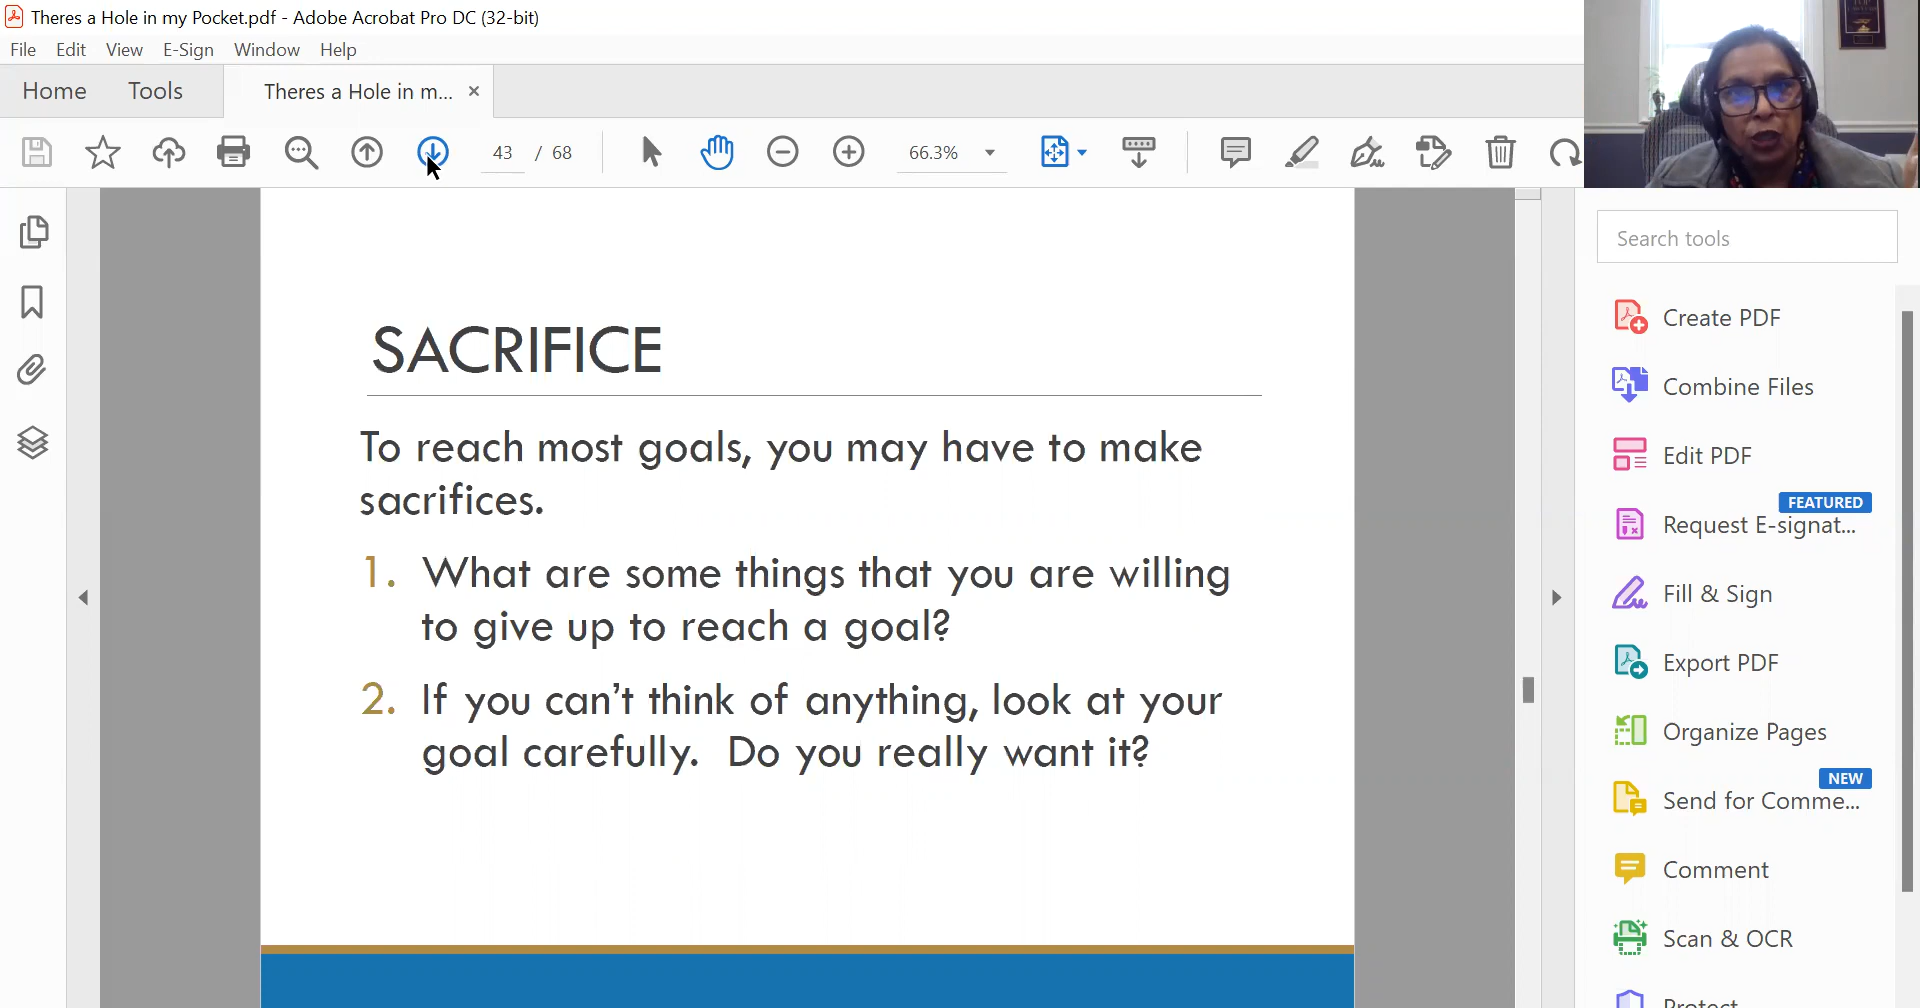 Theres a Hole in my Pocket.pdf - Adobe Acrobat Pro DC (32-bit)
File Edit View E-Sign Window Help
Home Tools Theres a Hole in m... ×
43 / 68 66.3%
TOP
Search tools
SACRIFICE
To reach most goals, you may have to make
sacrifices.
1. What are some things that you are willing
to give up to reach a goal?
2. If you can't think of anything, look at your
goal carefully. Do you really want it?
Create PDF
Combine Files
Edit PDF
FEATURED
Request E-signat...
Fill & Sign
Export PDF
Organize Pages
NEW
Send for Comme...
Comment
Scan & OCR
Protect